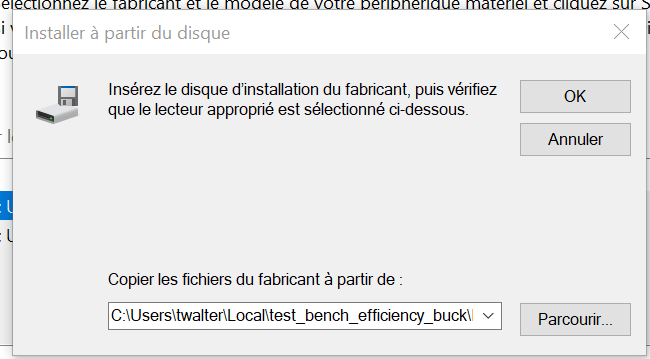 électionnez le fabricant et le modèle de votre périphérique matériel et cliquez sur S
Installer à partir du disque
Insérez le disque d'installation du fabricant, puis vérifiez
que le lecteur approprié est sélectionné ci-dessous.
OK
Annuler
Copier les fichiers du fabricant à partir de :
C:\Users\twalter\Local\test_bench_efficiency_buck\
Parcourir...